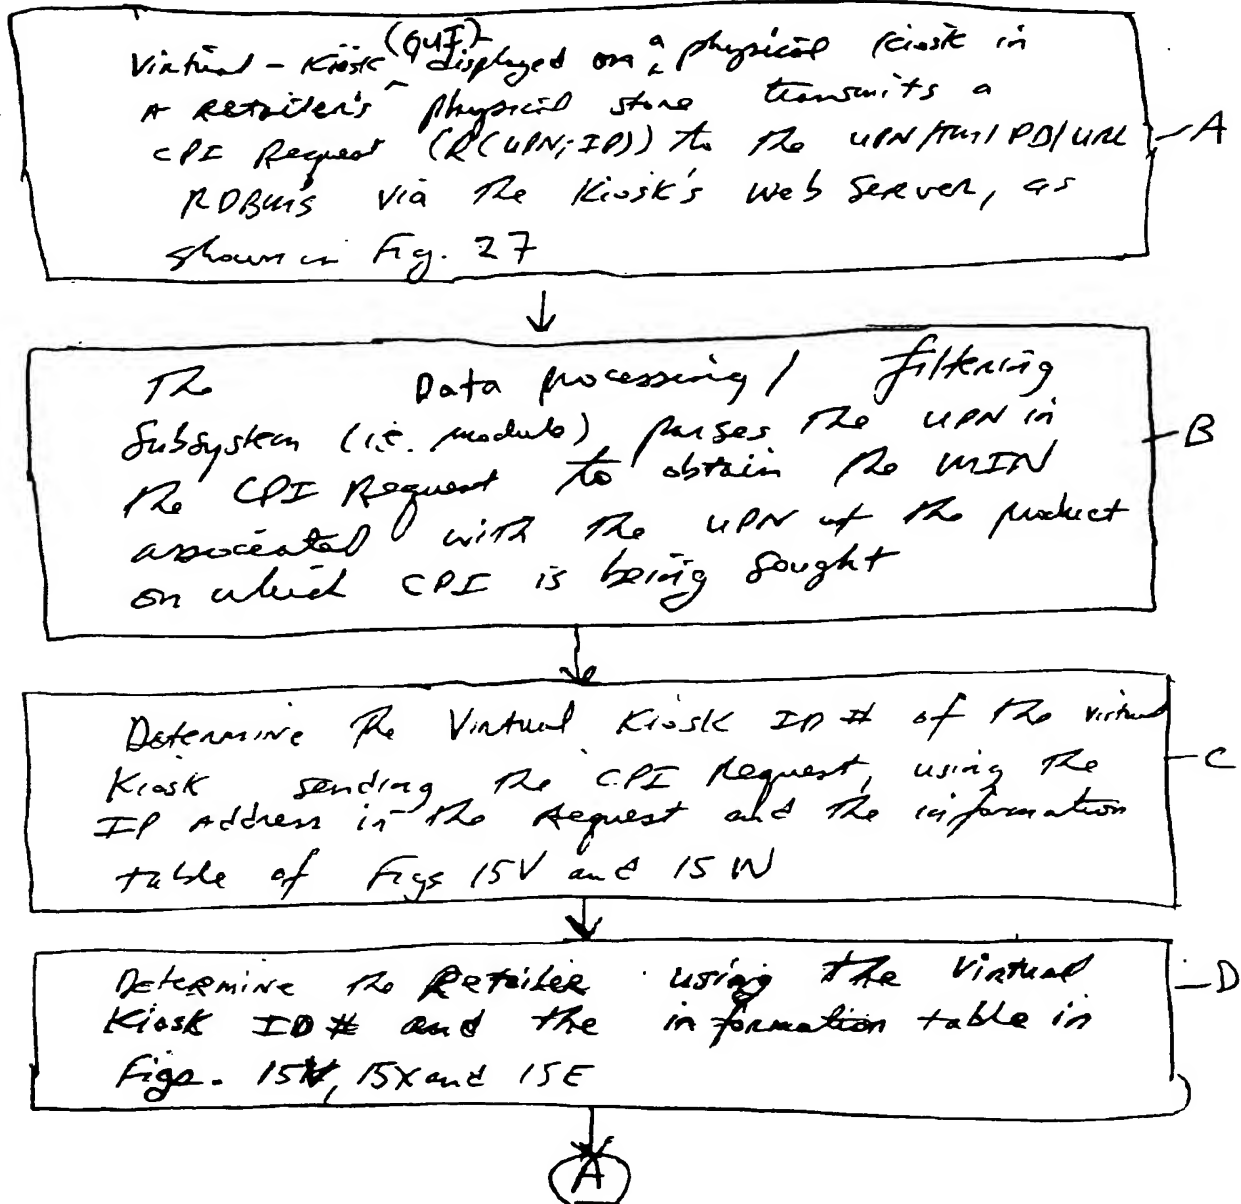 (GUI)
Virtual-Kiosk displayed on a physical kiosk in
A Retailer's physical store transmits a
CPI Request (R(UPN; IP)) to the UPN/TM/PD/URL
A
RDBMS via the Kiosk's Web Server, as
shown in Fig. 27
The Data processing / filtering
Subsystem (i.e. module) parses the UPN in
B
the CPI Request to obtain the MIN
associated with the UPN of the product
on which CPI is being sought
Determine the Virtual Kiosk ID # of the virtual
Kiosk sending the CPI Request, using the
C
IP Address in the Request and the information
table of Figs 15V and 15W
Determine the Retailer using the Virtual
D
Kiosk ID # and the information table in
Figs. 15V, 15X and 15E
A